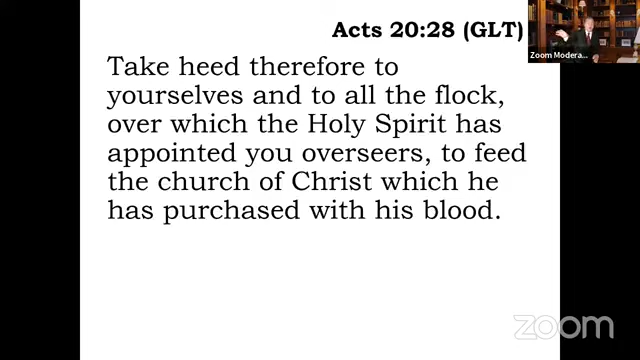 Acts 20:28 (GLT)
Zoom Modera...
Take heed therefore to
yourselves and to all the flock,
over which the Holy Spirit has
appointed you overseers, to feed
the church of Christ which he
has purchased with his blood.
zoom